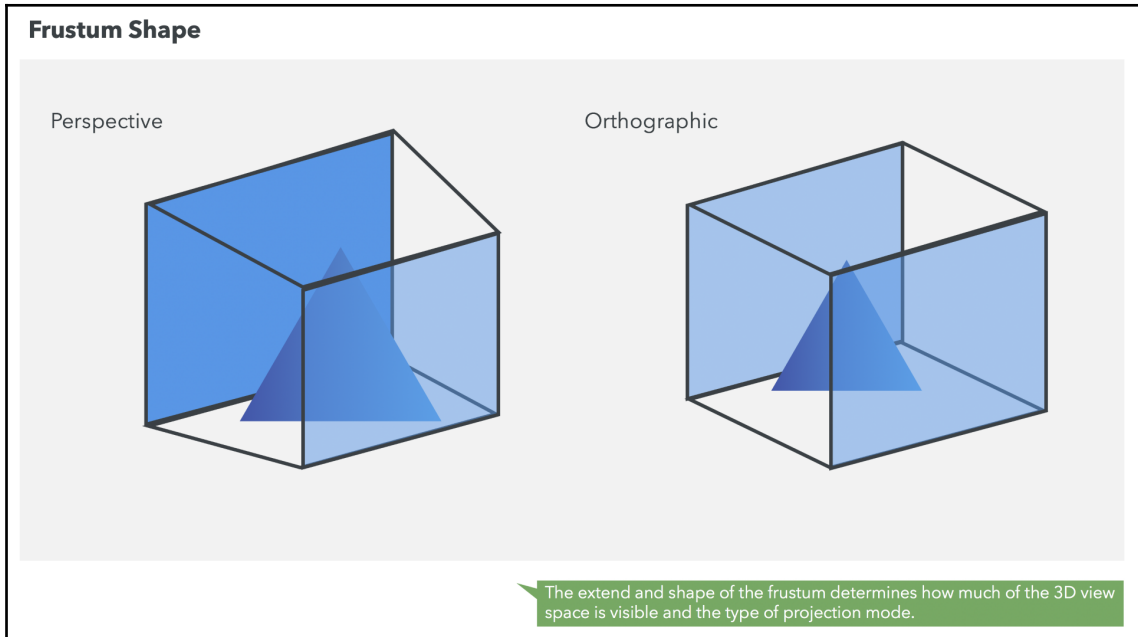 Frustum Shape
Perspective
Orthographic
The extend and shape of the frustum determines how much of the 3D view
space is visible and the type of projection mode.